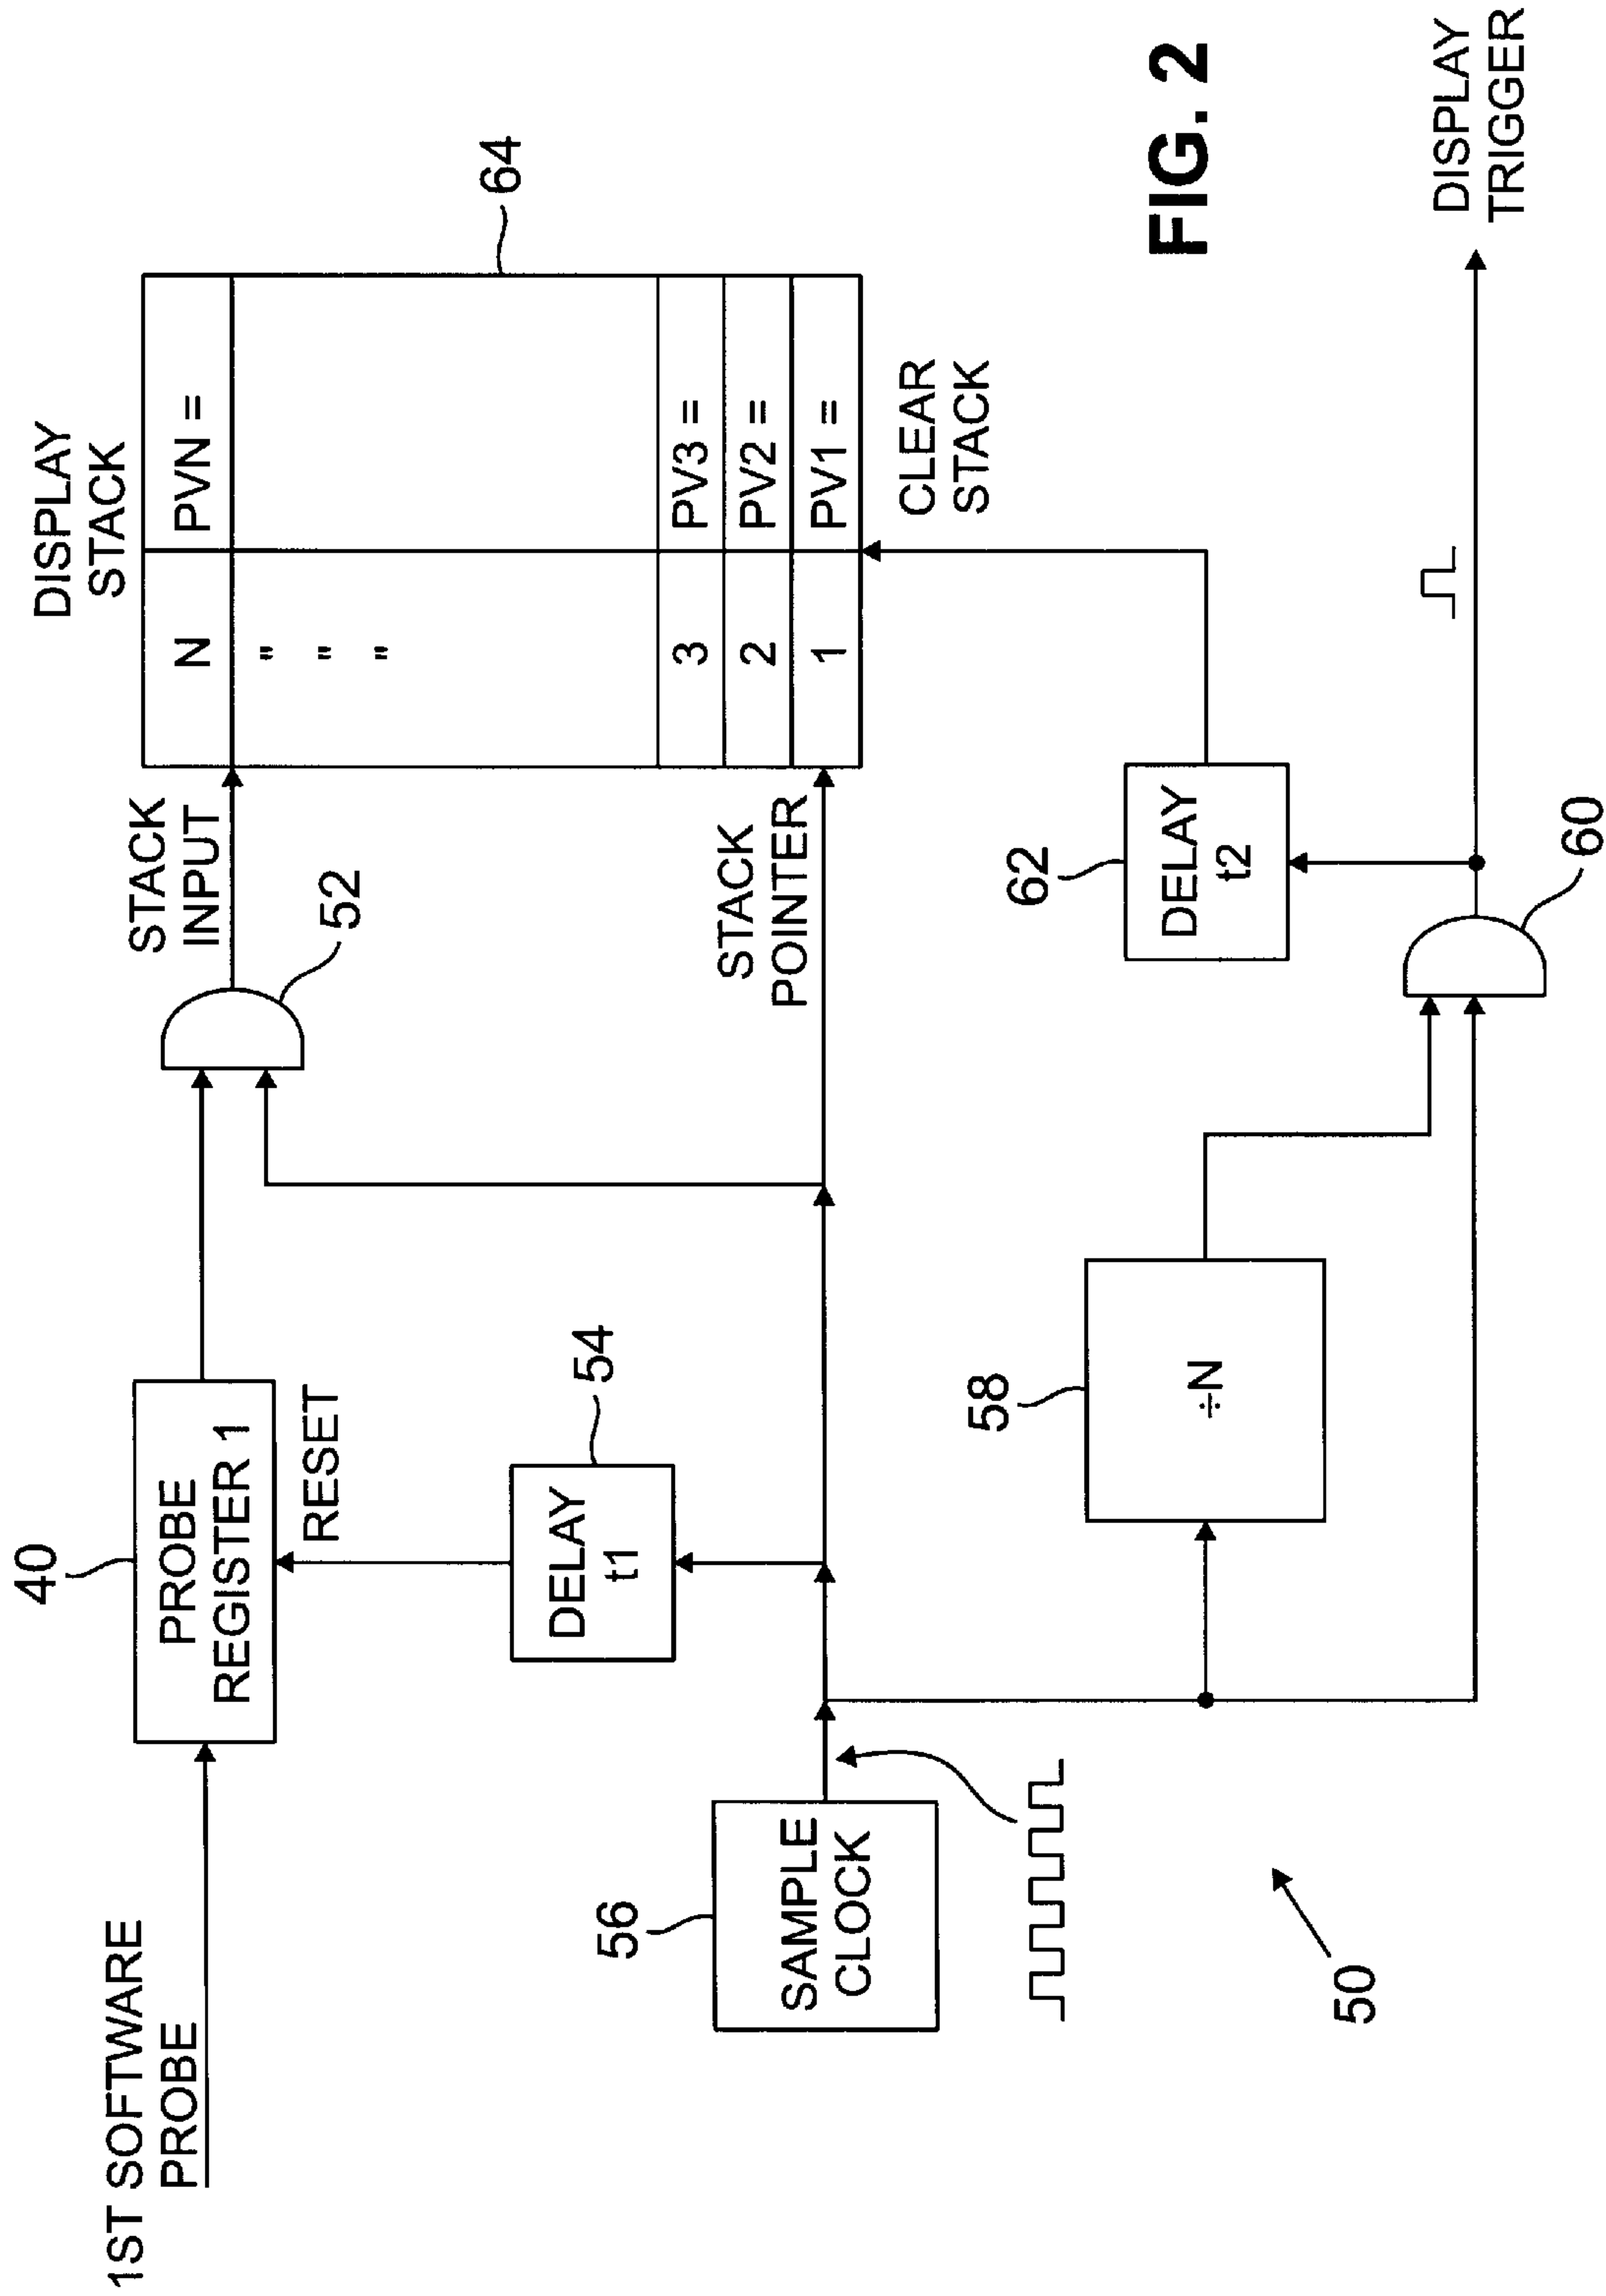 DISPLAY
STACK
64
N PVN =
"
"
"
3 PV3 =
2 PV2 =
1 PV1 =
STACK
INPUT
52
STACK
POINTER
CLEAR
STACK
40
PROBE
REGISTER 1
RESET
1ST SOFTWARE
PROBE
DELAY
t1
54
56
SAMPLE
CLOCK
58
÷N
62
DELAY
t2
60
50
DISPLAY
TRIGGER
FIG. 2